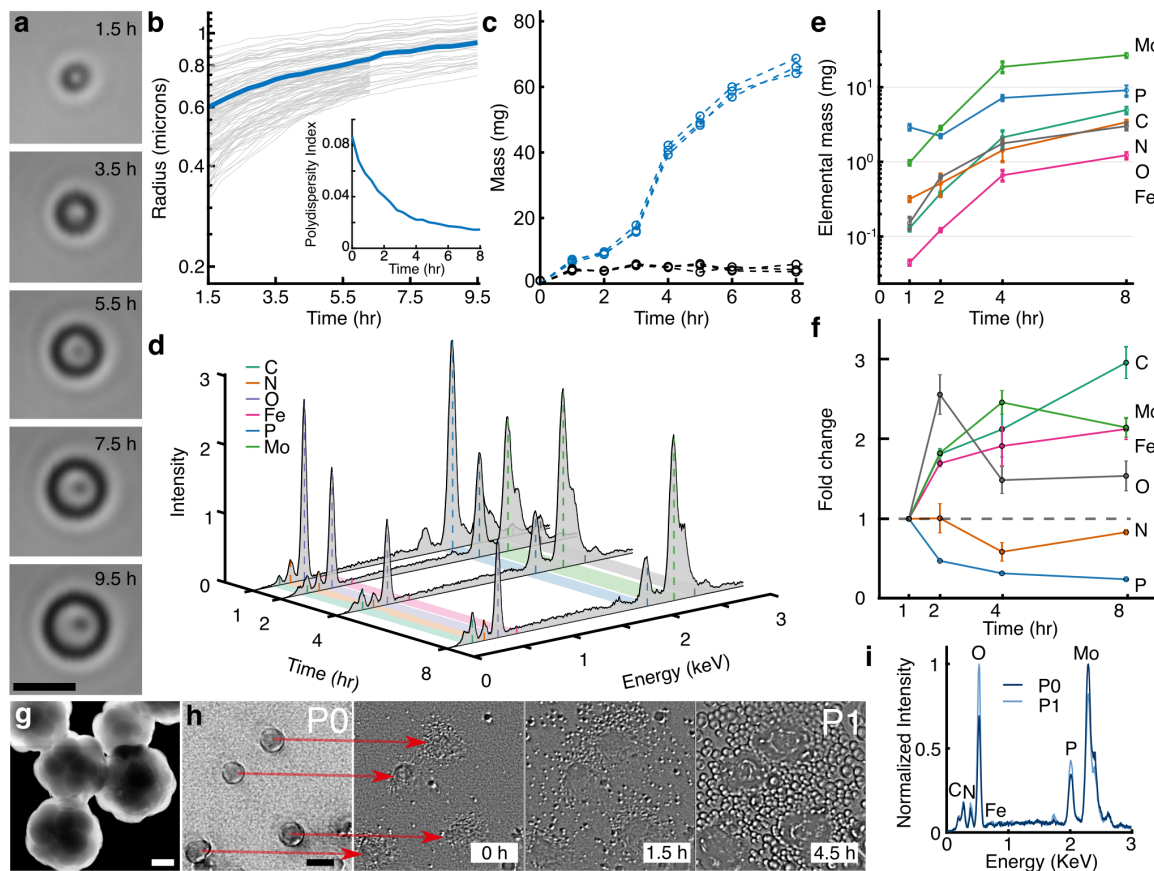 a
1.5 h
3.5 h
5.5 h
7.5 h
9.5 h
b
Radius (microns)
1
0.8
0.6
0.4
0.2
1.5
3.5
5.5
7.5
9.5
Time (hr)
Polydispersity Index
0.08
0.04
0
0
2
4
6
8
Time (hr)
c
Mass (mg)
80
60
40
20
0
0
2
4
6
8
Time (hr)
d
C
N
O
Fe
P
Mo
Intensity
3
2
1
0
1
2
4
8
Time (hr)
0
1
2
3
Energy (keV)
e
Elemental mass (mg)
10^1
10^0
10^-1
0
1
2
4
8
Time (hr)
Mo
P
C
N
O
Fe
f
Fold change
3
2
1
0
1
2
4
8
Time (hr)
C
Mo
Fe
O
N
P
g
h
P0
0 h
1.5 h
P1
4.5 h
i
Normalized Intensity
1
0.5
0
0
1
2
3
Energy (KeV)
P0
P1
C
N
O
Fe
P
Mo